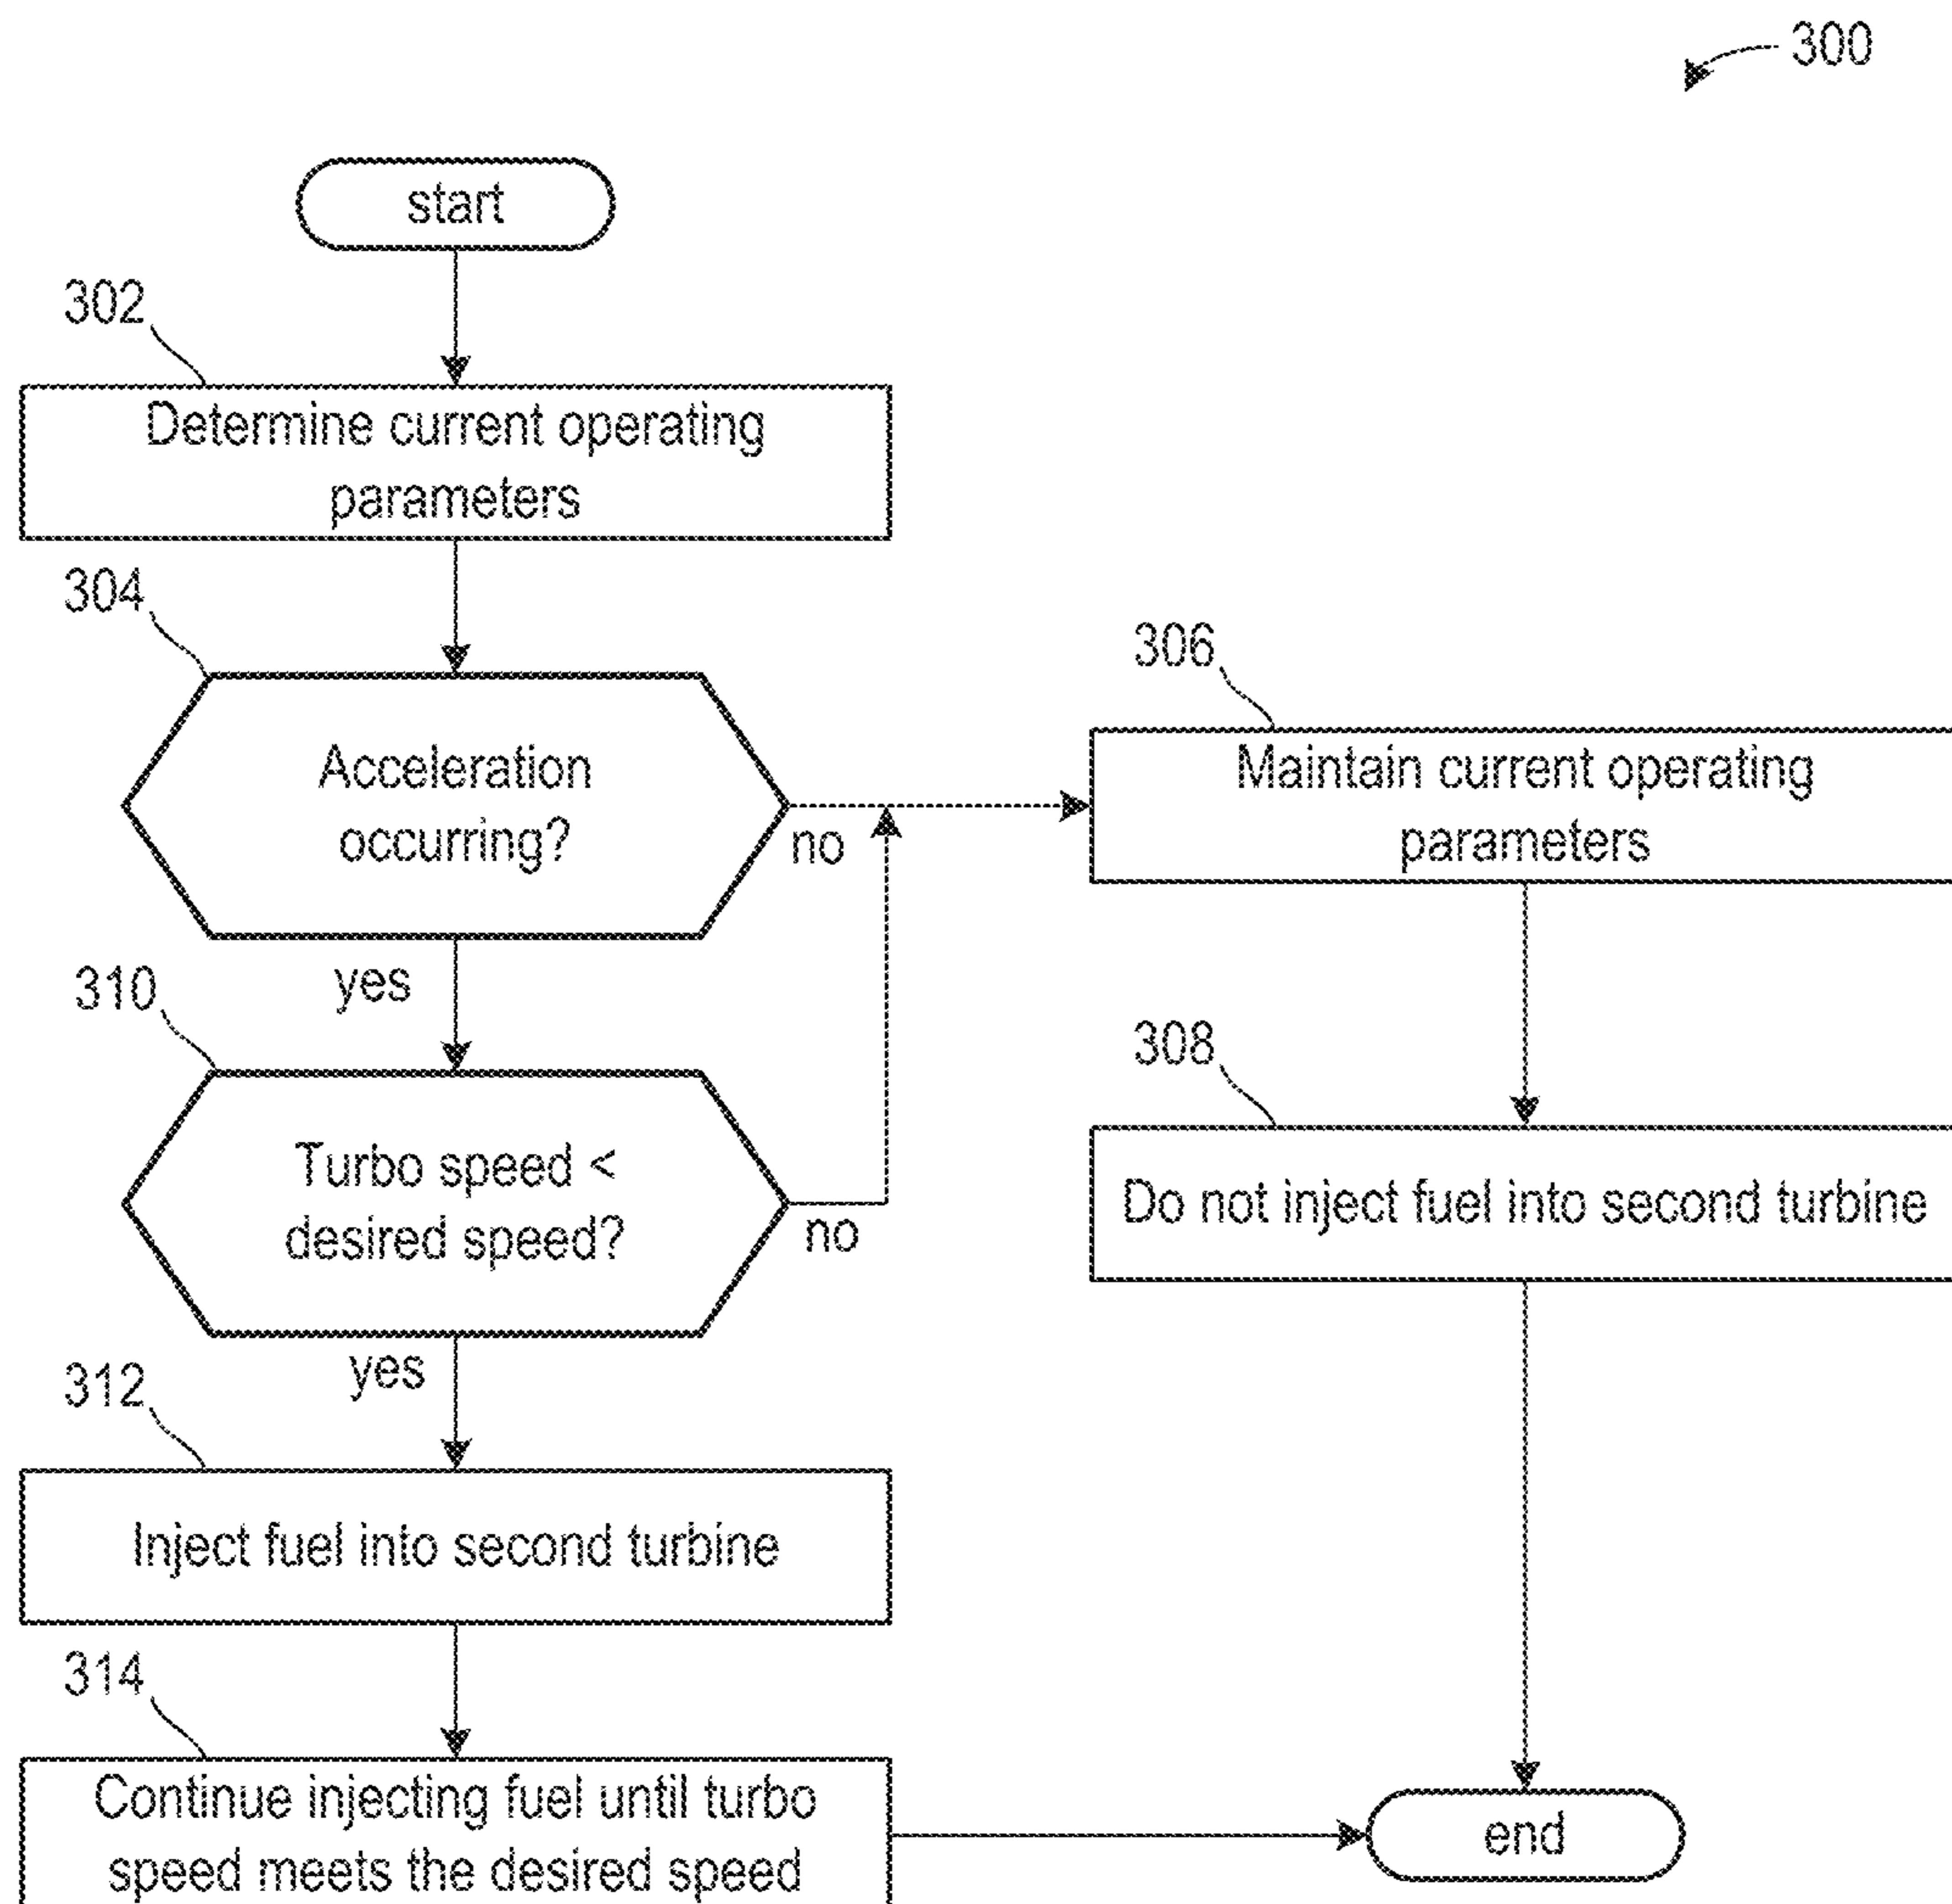 300
start
302
Determine current operating
parameters
304
Acceleration
occurring?
no
yes
306
Maintain current operating
parameters
310
Turbo speed <
desired speed?
no
yes
308
Do not inject fuel into second turbine
312
Inject fuel into second turbine
314
Continue injecting fuel until turbo
speed meets the desired speed
end